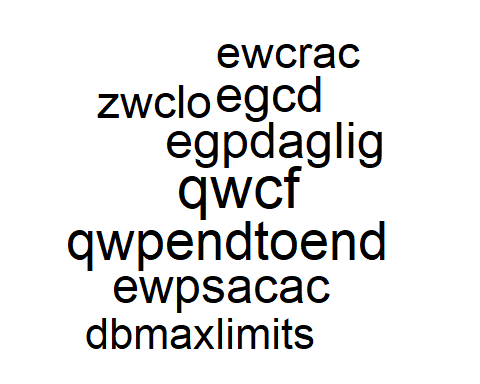 ewcrac
zwclo egcd
egpdaglig
qwcf
qwpendtoend
ewpsacac
dbmaxlimits